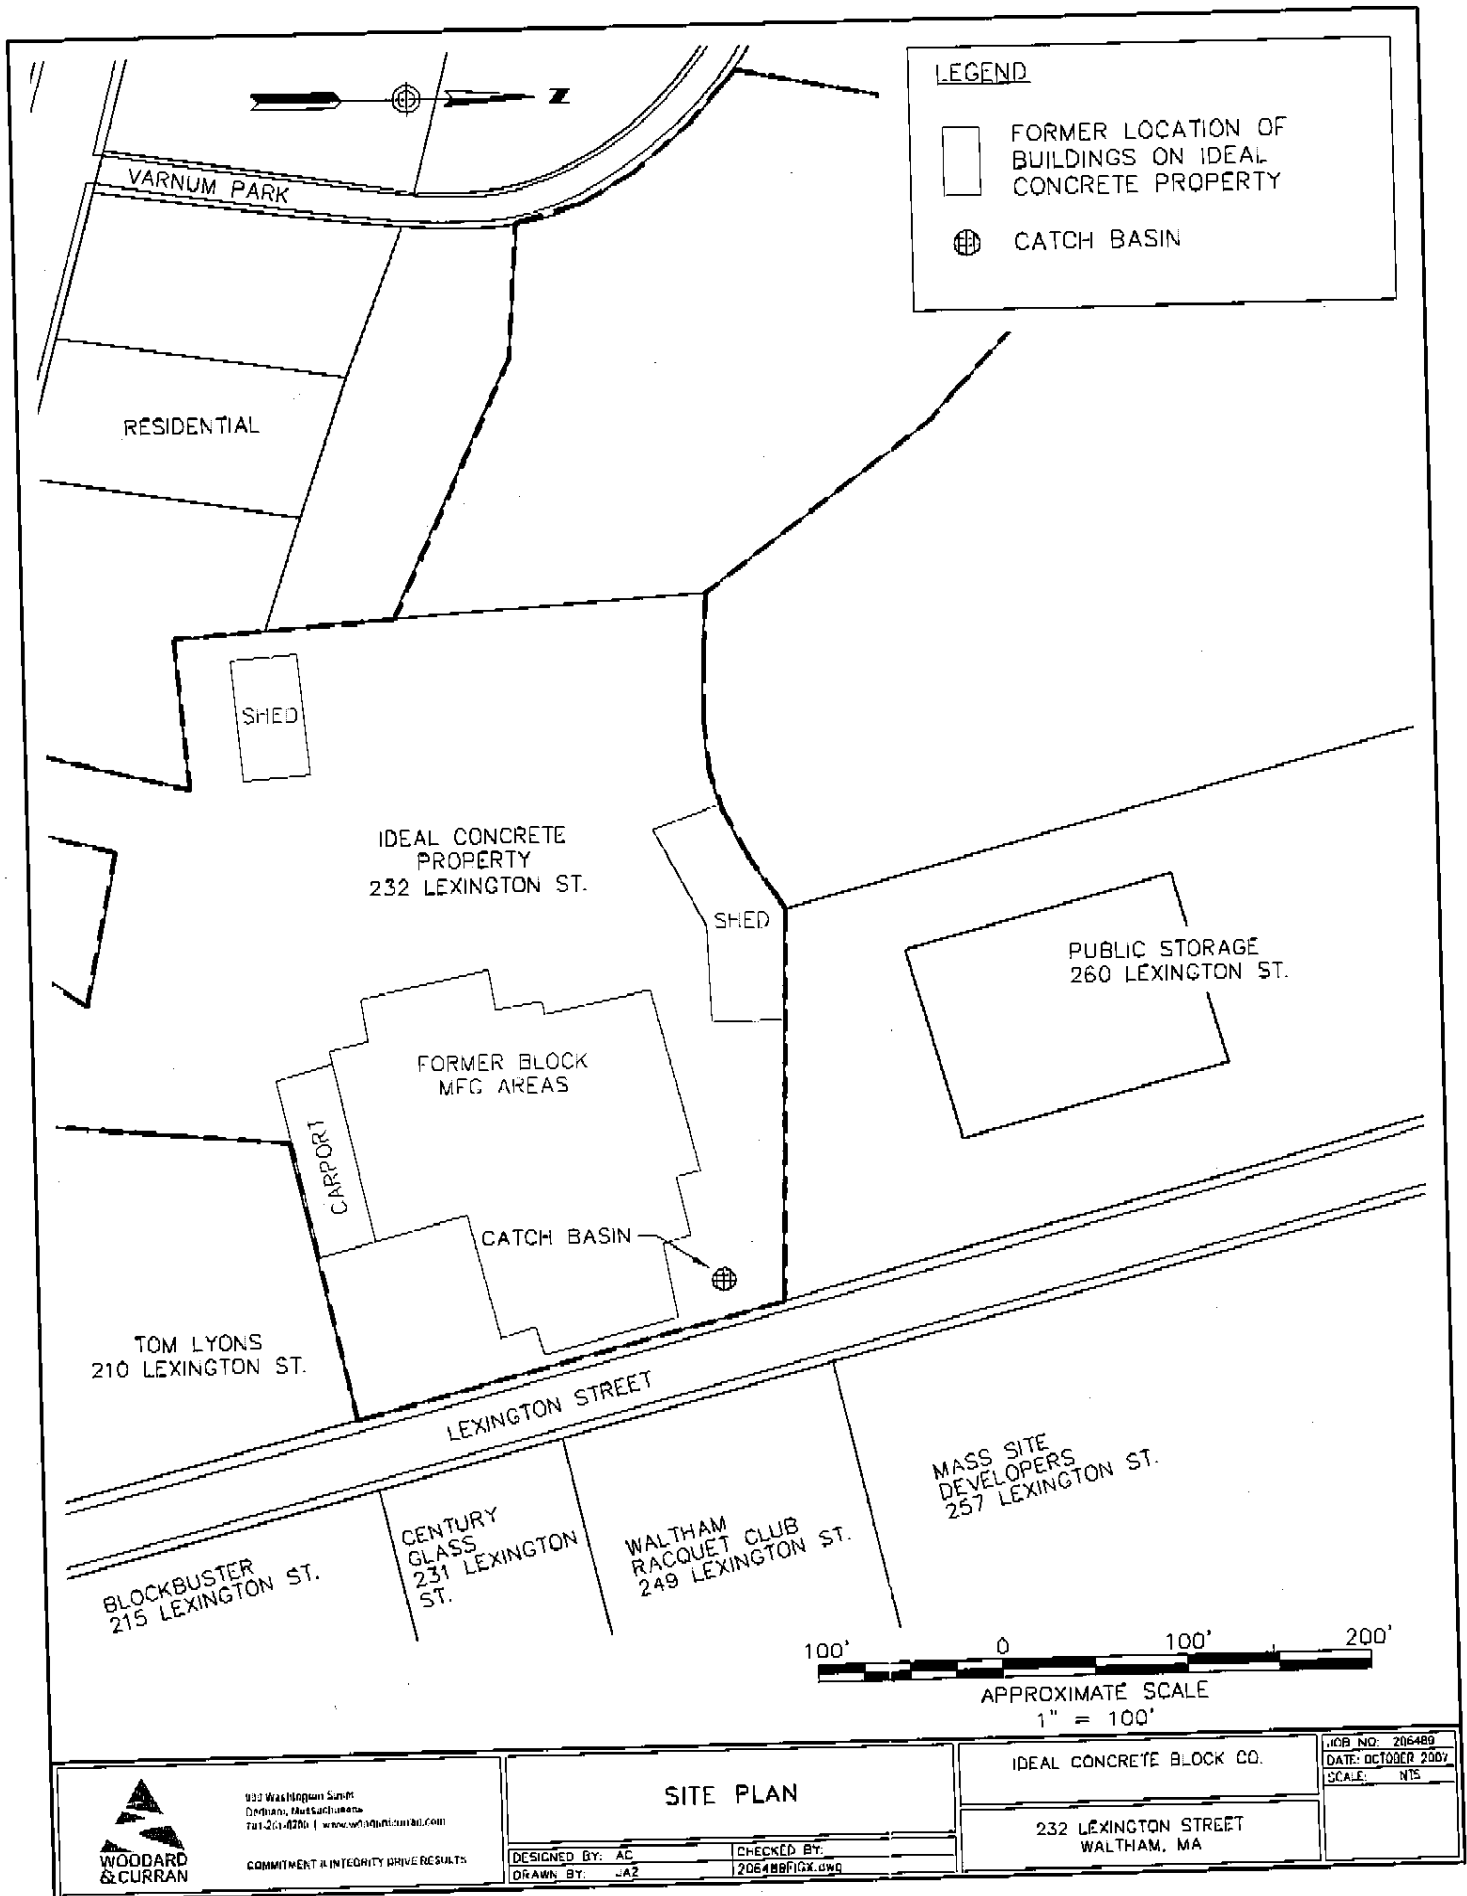 LEGEND
FORMER LOCATION OF
BUILDINGS ON IDEAL
CONCRETE PROPERTY
CATCH BASIN
Z
VARNUM PARK
RESIDENTIAL
SHED
IDEAL CONCRETE
PROPERTY
232 LEXINGTON ST.
SHED
PUBLIC STORAGE
260 LEXINGTON ST.
FORMER BLOCK
MFG AREAS
CARPORT
CATCH BASIN
TOM LYONS
210 LEXINGTON ST.
LEXINGTON STREET
MASS SITE
DEVELOPERS
257 LEXINGTON ST.
WALTHAM
RACQUET CLUB
249 LEXINGTON ST.
CENTURY
GLASS
231 LEXINGTON
ST.
BLOCKBUSTER
215 LEXINGTON ST.
100' 0 100' 200'
APPROXIMATE SCALE
1" = 100'
WOODARD
&CURRAN
Washington Street
Dedham, Massachusetts
COMMITMENT & INTEGRITY DRIVE RESULTS
SITE PLAN
DESIGNED BY: AC
CHECKED BY:
DRAWN BY: JAZ
IDEAL CONCRETE BLOCK CO.
232 LEXINGTON STREET
WALTHAM, MA
JOB NO: 206489
DATE: OCTOBER 2007
SCALE: NTS